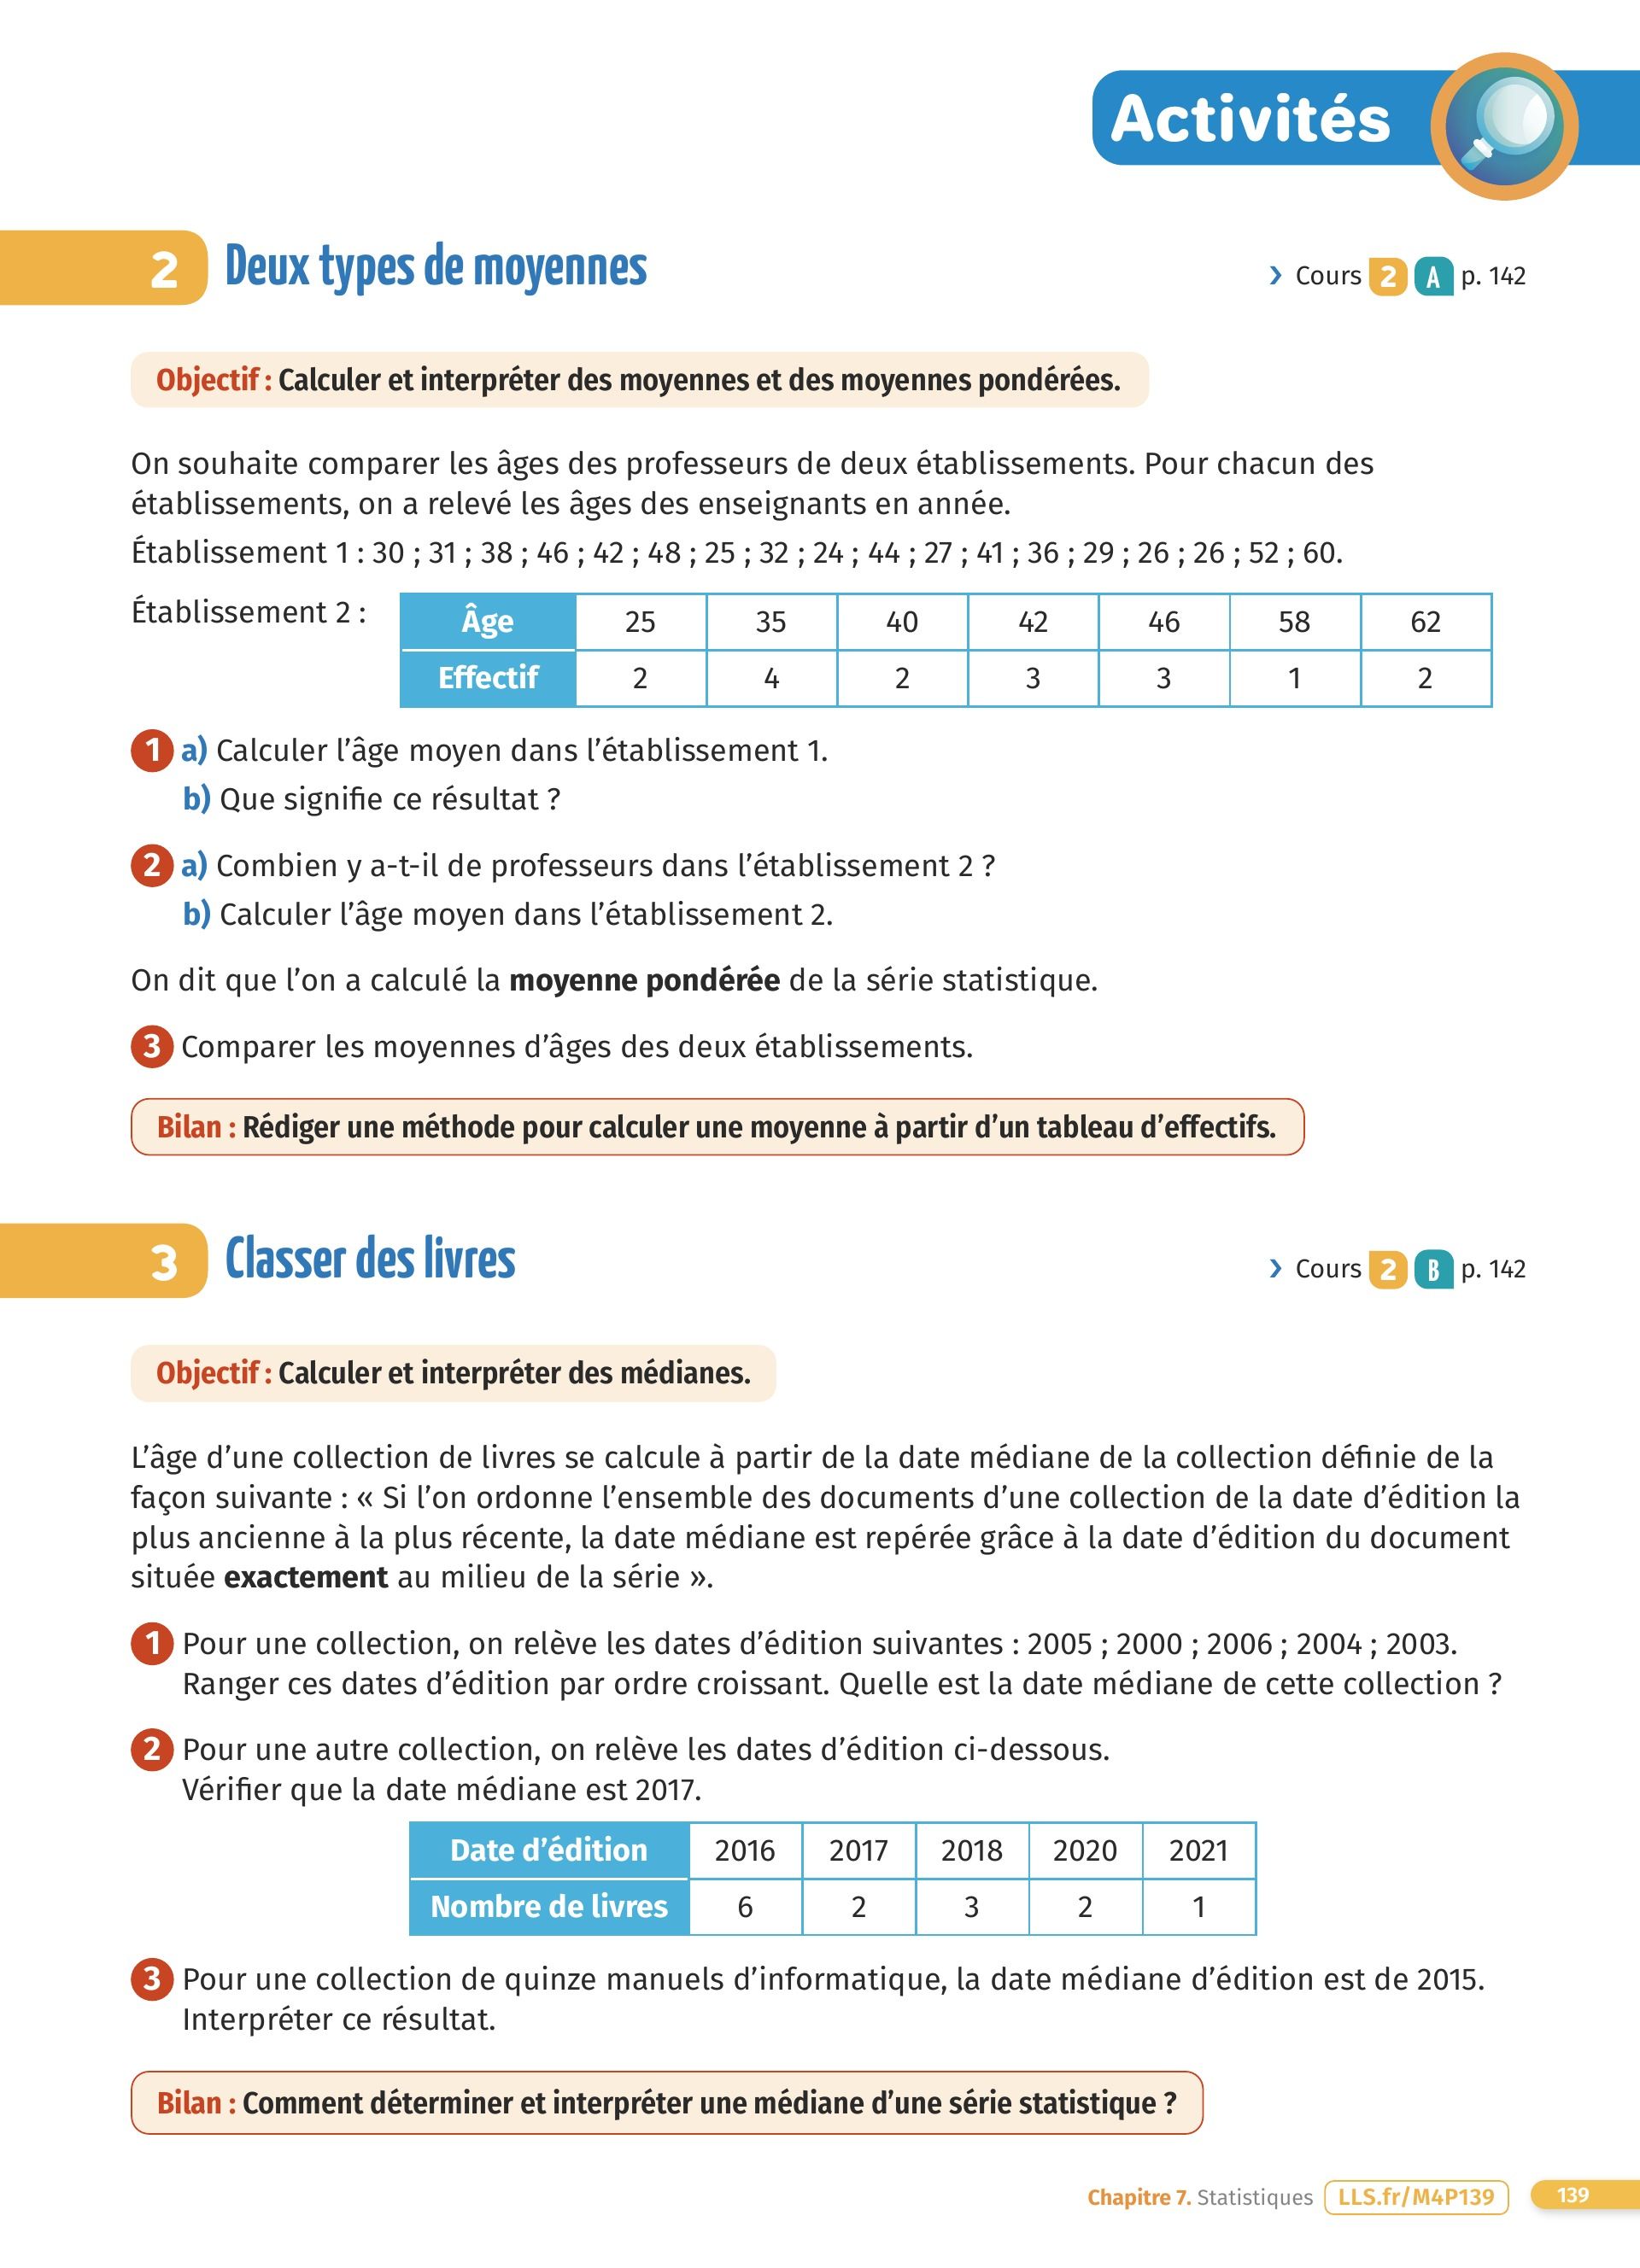 Activités
2 Deux types de moyennes
› Cours 2 A p. 142
Objectif : Calculer et interpréter des moyennes et des moyennes pondérées.
On souhaite comparer les âges des professeurs de deux établissements. Pour chacun des
établissements, on a relevé les âges des enseignants en année.
Établissement 1 : 30 ; 31 ; 38 ; 46 ; 42 ; 48 ; 25 ; 32 ; 24 ; 44 ; 27 ; 41 ; 36 ; 29 ; 26 ; 26 ; 52 ; 60.
Établissement 2 :
Âge 25 35 40 42 46 58 62
Effectif 2 4 2 3 3 1 2
1 a) Calculer l’âge moyen dans l’établissement 1.
b) Que signifie ce résultat ?
2 a) Combien y a-t-il de professeurs dans l’établissement 2 ?
b) Calculer l’âge moyen dans l’établissement 2.
On dit que l’on a calculé la moyenne pondérée de la série statistique.
3 Comparer les moyennes d’âges des deux établissements.
Bilan : Rédiger une méthode pour calculer une moyenne à partir d’un tableau d’effectifs.
3 Classer des livres
› Cours 2 B p. 142
Objectif : Calculer et interpréter des médianes.
L’âge d’une collection de livres se calcule à partir de la date médiane de la collection définie de la
façon suivante : « Si l’on ordonne l’ensemble des documents d’une collection de la date d’édition la
plus ancienne à la plus récente, la date médiane est repérée grâce à la date d’édition du document
située exactement au milieu de la série ».
1 Pour une collection, on relève les dates d’édition suivantes : 2005 ; 2000 ; 2006 ; 2004 ; 2003.
Ranger ces dates d’édition par ordre croissant. Quelle est la date médiane de cette collection ?
2 Pour une autre collection, on relève les dates d’édition ci-dessous.
Vérifier que la date médiane est 2017.
Date d’édition 2016 2017 2018 2020 2021
Nombre de livres 6 2 3 2 1
3 Pour une collection de quinze manuels d’informatique, la date médiane d’édition est de 2015.
Interpréter ce résultat.
Bilan : Comment déterminer et interpréter une médiane d’une série statistique ?
Chapitre 7. Statistiques LLS.fr/M4P139 139